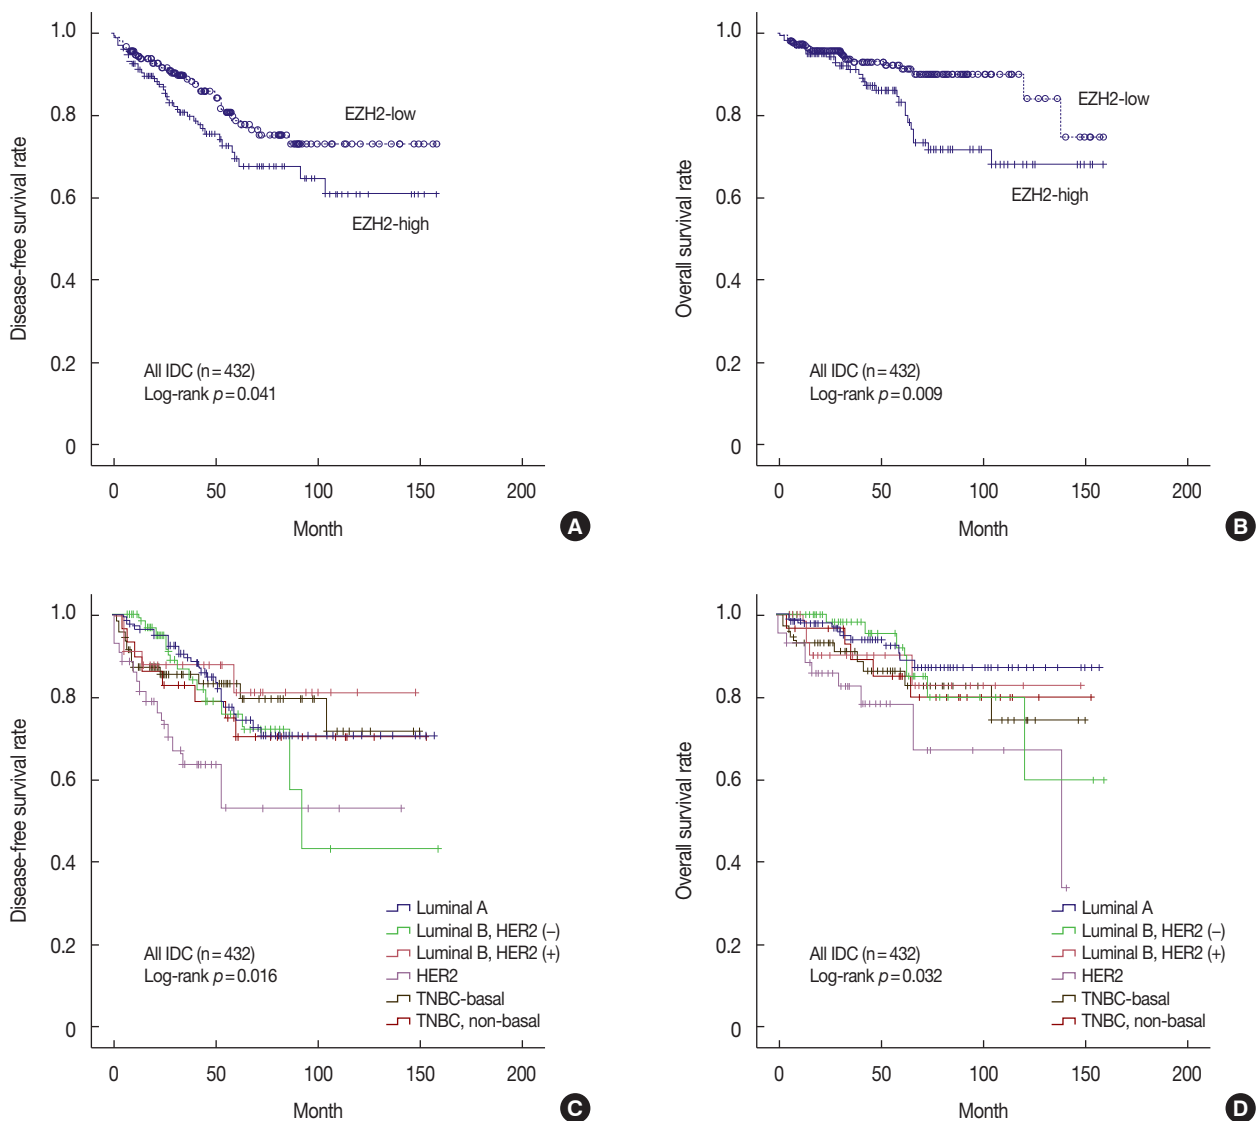 1.0
0.8
0.6
0.4
0.2
0
Disease-free survival rate
EZH2-low
EZH2-high
All IDC (n=432)
Log-rank p=0.041
0 50 100 150 200
Month
A
1.0
0.8
0.6
0.4
0.2
0
Overall survival rate
EZH2-low
EZH2-high
All IDC (n=432)
Log-rank p=0.009
0 50 100 150 200
Month
B
1.0
0.8
0.6
0.4
0.2
0
Disease-free survival rate
Luminal A
Luminal B, HER2 (–)
Luminal B, HER2 (+)
HER2
TNBC-basal
TNBC, non-basal
All IDC (n=432)
Log-rank p=0.016
0 50 100 150 200
Month
C
1.0
0.8
0.6
0.4
0.2
0
Overall survival rate
Luminal A
Luminal B, HER2 (–)
Luminal B, HER2 (+)
HER2
TNBC-basal
TNBC, non-basal
All IDC (n=432)
Log-rank p=0.032
0 50 100 150 200
Month
D